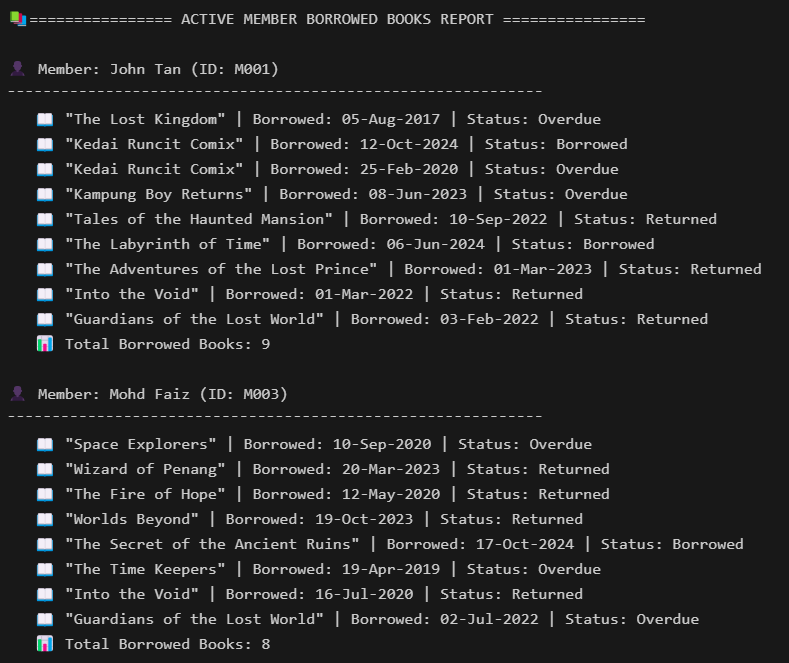 ================ ACTIVE MEMBER BORROWED BOOKS REPORT ================
Member: John Tan (ID: M001)
------------------------------------------------------------
"The Lost Kingdom" | Borrowed: 05-Aug-2017 | Status: Overdue
"Kedai Runcit Comix" | Borrowed: 12-Oct-2024 | Status: Borrowed
"Kedai Runcit Comix" | Borrowed: 25-Feb-2020 | Status: Overdue
"Kampung Boy Returns" | Borrowed: 08-Jun-2023 | Status: Overdue
"Tales of the Haunted Mansion" | Borrowed: 10-Sep-2022 | Status: Returned
"The Labyrinth of Time" | Borrowed: 06-Jun-2024 | Status: Borrowed
"The Adventures of the Lost Prince" | Borrowed: 01-Mar-2023 | Status: Returned
"Into the Void" | Borrowed: 01-Mar-2022 | Status: Returned
"Guardians of the Lost World" | Borrowed: 03-Feb-2022 | Status: Returned
Total Borrowed Books: 9
Member: Mohd Faiz (ID: M003)
------------------------------------------------------------
"Space Explorers" | Borrowed: 10-Sep-2020 | Status: Overdue
"Wizard of Penang" | Borrowed: 20-Mar-2023 | Status: Returned
"The Fire of Hope" | Borrowed: 12-May-2020 | Status: Returned
"Worlds Beyond" | Borrowed: 19-Oct-2023 | Status: Returned
"The Secret of the Ancient Ruins" | Borrowed: 17-Oct-2024 | Status: Borrowed
"The Time Keepers" | Borrowed: 19-Apr-2019 | Status: Overdue
"Into the Void" | Borrowed: 16-Jul-2020 | Status: Returned
"Guardians of the Lost World" | Borrowed: 02-Jul-2022 | Status: Overdue
Total Borrowed Books: 8